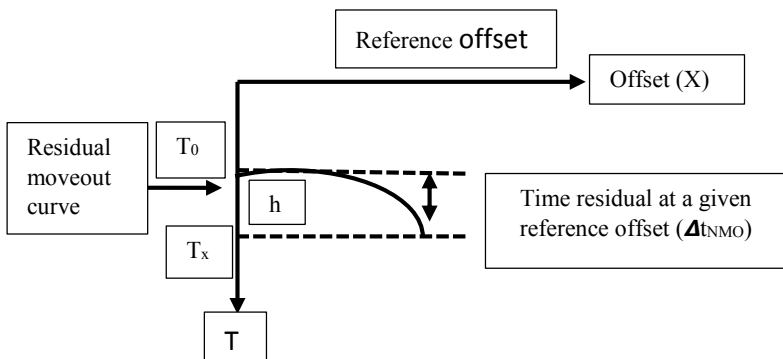 Reference offset
Offset (X)
Residual
moveout
curve
T₀
h
Time residual at a given
reference offset (ΔtNMO)
Tₓ
T